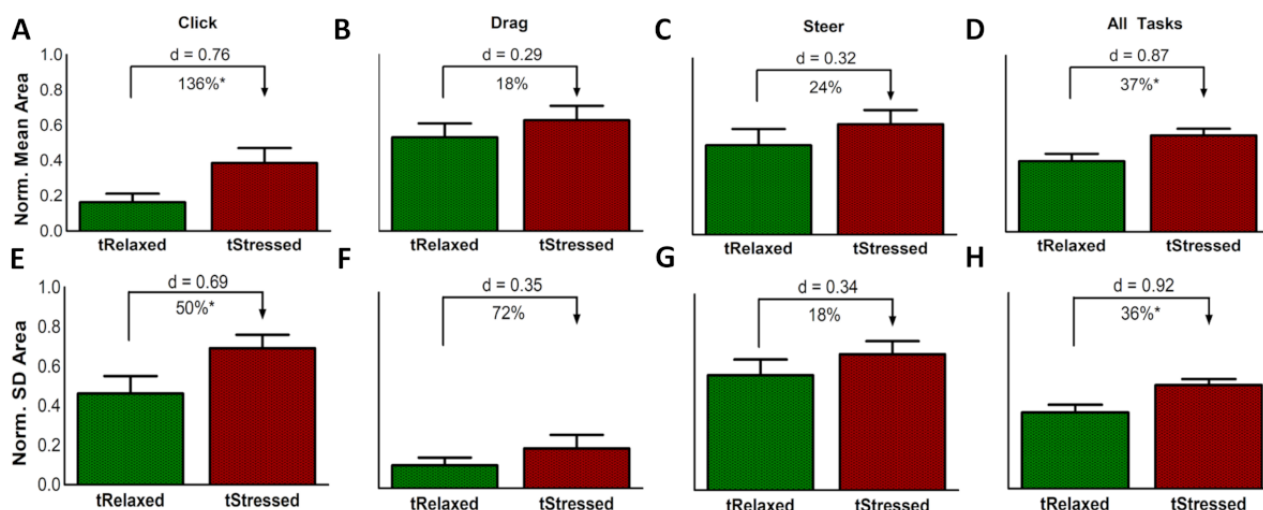 A
Click
B
Drag
C
Steer
D
All Tasks
Norm. Mean Area
1.0
0.8
0.6
0.4
0.2
0.0
d = 0.76
136%*
d = 0.29
18%
d = 0.32
24%
d = 0.87
37%*
tRelaxed tStressed
tRelaxed tStressed
tRelaxed tStressed
tRelaxed tStressed
E
F
G
H
Norm. SD Area
1.0
0.8
0.6
0.4
0.2
0.0
d = 0.69
50%*
d = 0.35
72%
d = 0.34
18%
d = 0.92
36%*
tRelaxed tStressed
tRelaxed tStressed
tRelaxed tStressed
tRelaxed tStressed